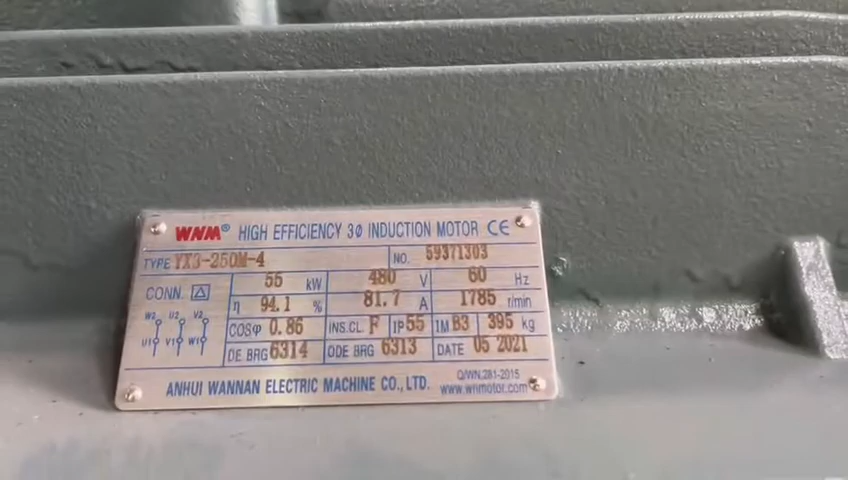 WNM® HIGH EFFICIENCY 3Ø INDUCTION MOTOR CE
TYPE YX3-250M-4 NO. 59371303
CONN. △ 55 kW 480 V 60 Hz
η 94.1 % 81.7 A 1785 r/min
W2 U2 V2
COSφ 0.86 INS.CL F IP55 IM B3 395 kg
U1 V1 W1
DE BRG 6314 ODE BRG 6313 DATE 05 2021
Q/WN.281-2015
ANHUI WANNAN ELECTRIC MACHINE CO., LTD. www.wnmotor.com